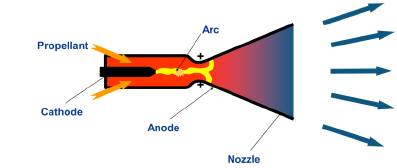 Arc
Propellant
+
Cathode
+
Anode
Nozzle